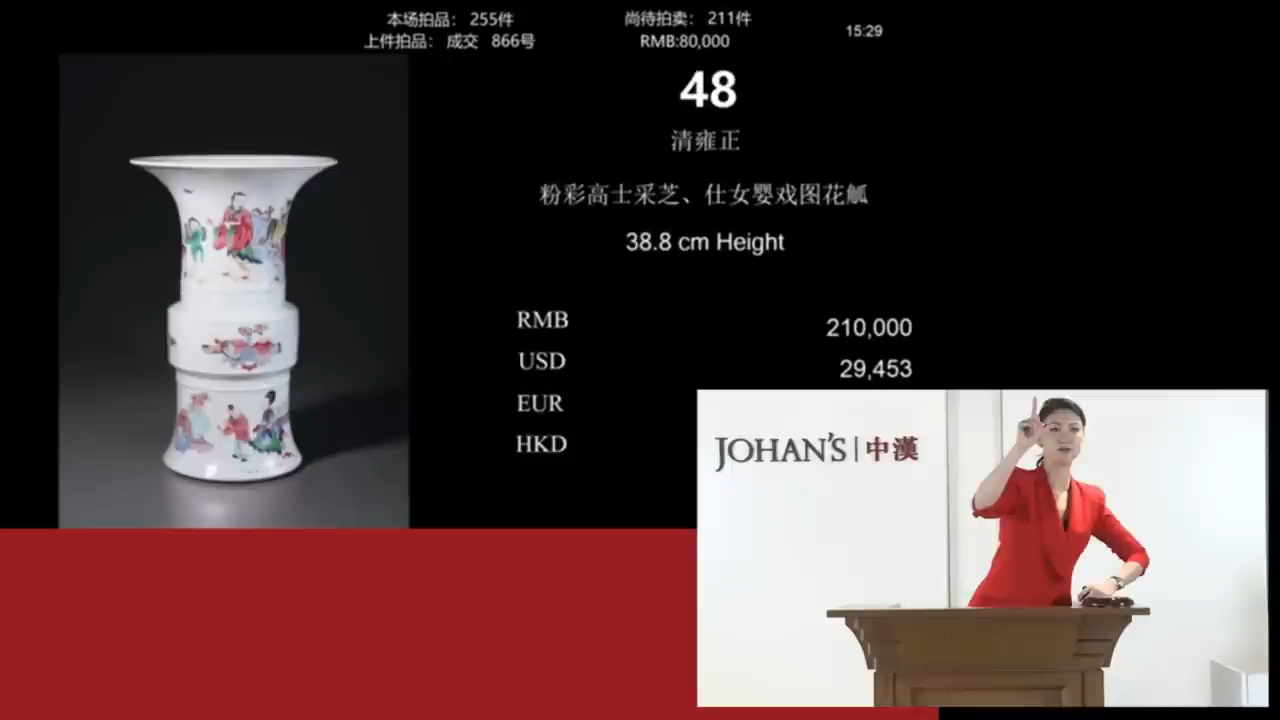 本场拍品： 255件
上件拍品： 成交 866号
尚待拍卖： 211件
RMB:80,000
15:29
48
清雍正
粉彩高士采芝、仕女婴戏图花觚
38.8 cm Height
RMB 210,000
USD 29,453
EUR
HKD
JOHAN'S | 中漢